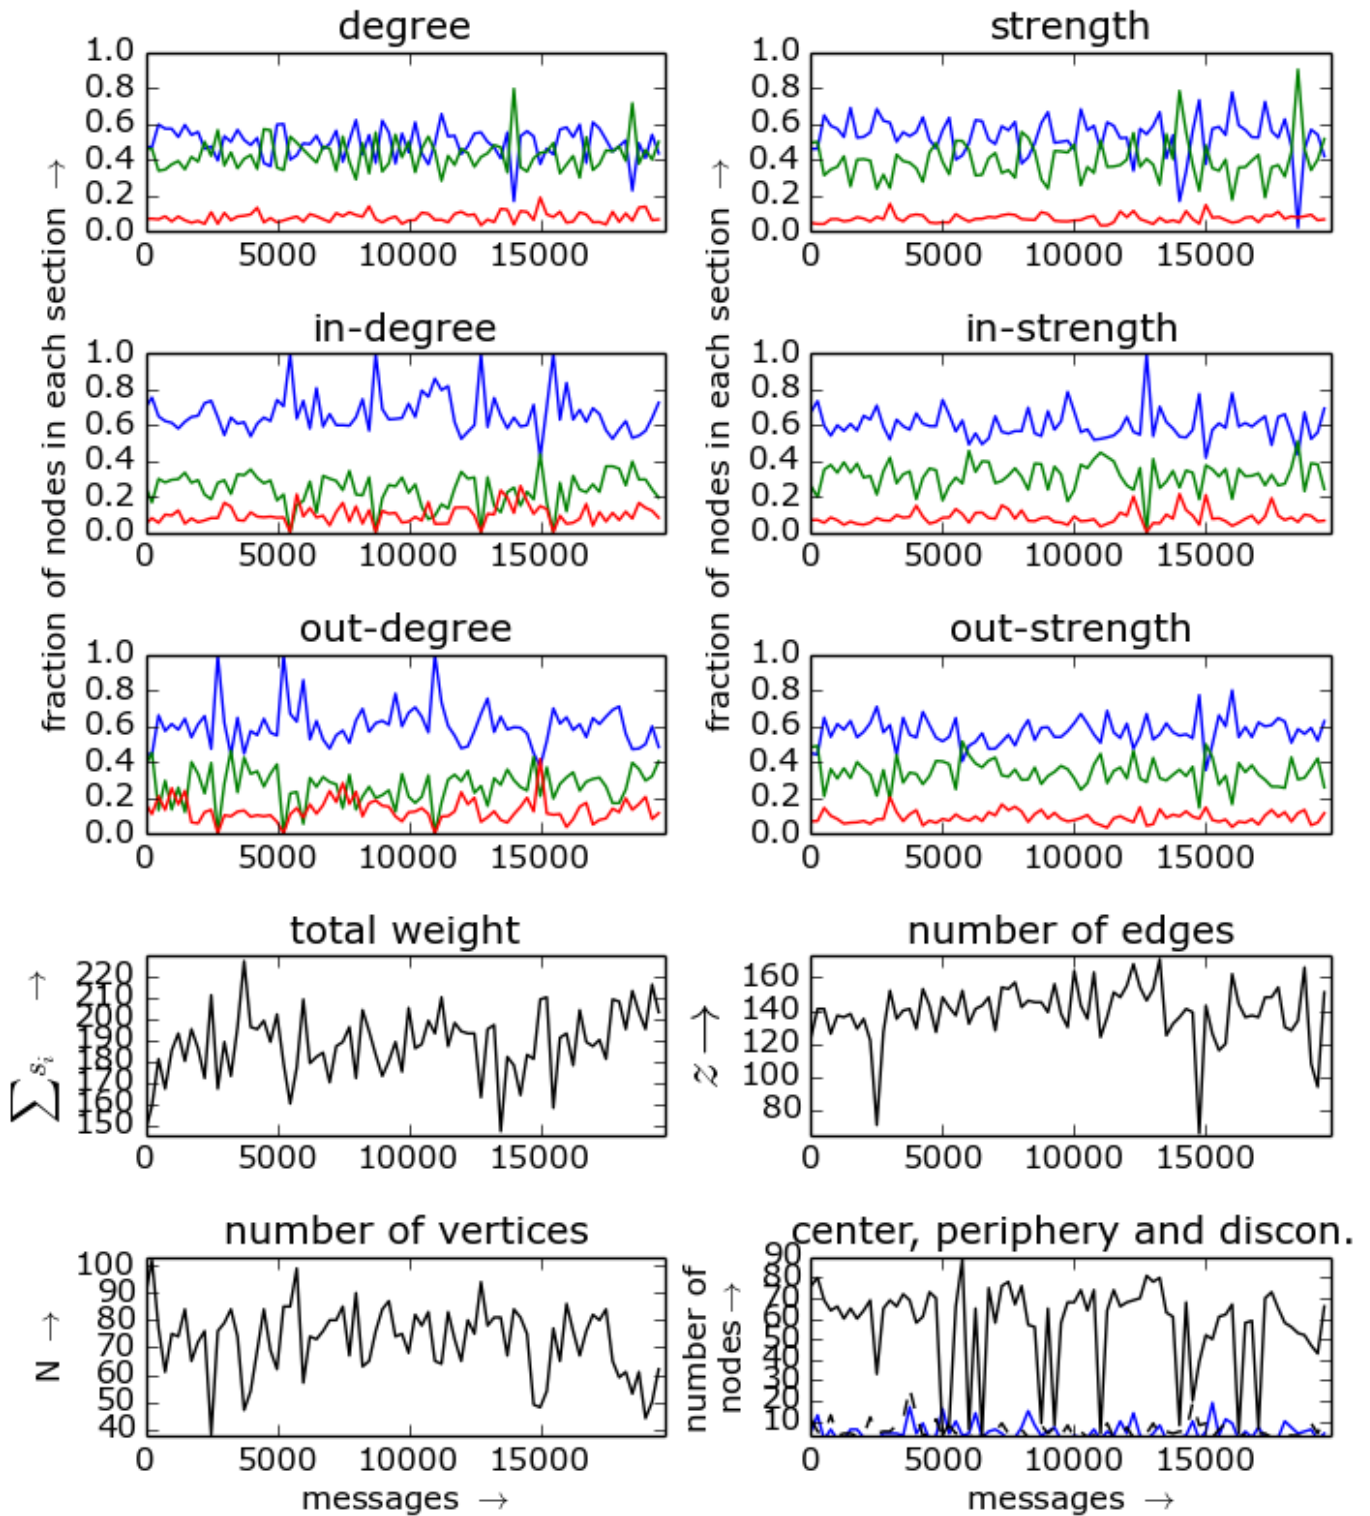 degree
fraction of nodes in each section →
1.0
0.8
0.6
0.4
0.2
0.0
0 5000 10000 15000
strength
fraction of nodes in each section →
1.0
0.8
0.6
0.4
0.2
0.0
0 5000 10000 15000
in-degree
1.0
0.8
0.6
0.4
0.2
0.0
0 5000 10000 15000
in-strength
1.0
0.8
0.6
0.4
0.2
0.0
0 5000 10000 15000
out-degree
1.0
0.8
0.6
0.4
0.2
0.0
0 5000 10000 15000
out-strength
1.0
0.8
0.6
0.4
0.2
0.0
0 5000 10000 15000
total weight
∑ s_i →
220
210
200
190
180
170
160
150
0 5000 10000 15000
number of edges
z →
160
140
120
100
80
0 5000 10000 15000
number of vertices
N →
100
90
80
70
60
50
40
0 5000 10000 15000
messages →
center, periphery and discon.
number of
nodes →
90
80
70
60
50
40
30
20
10
0 5000 10000 15000
messages →